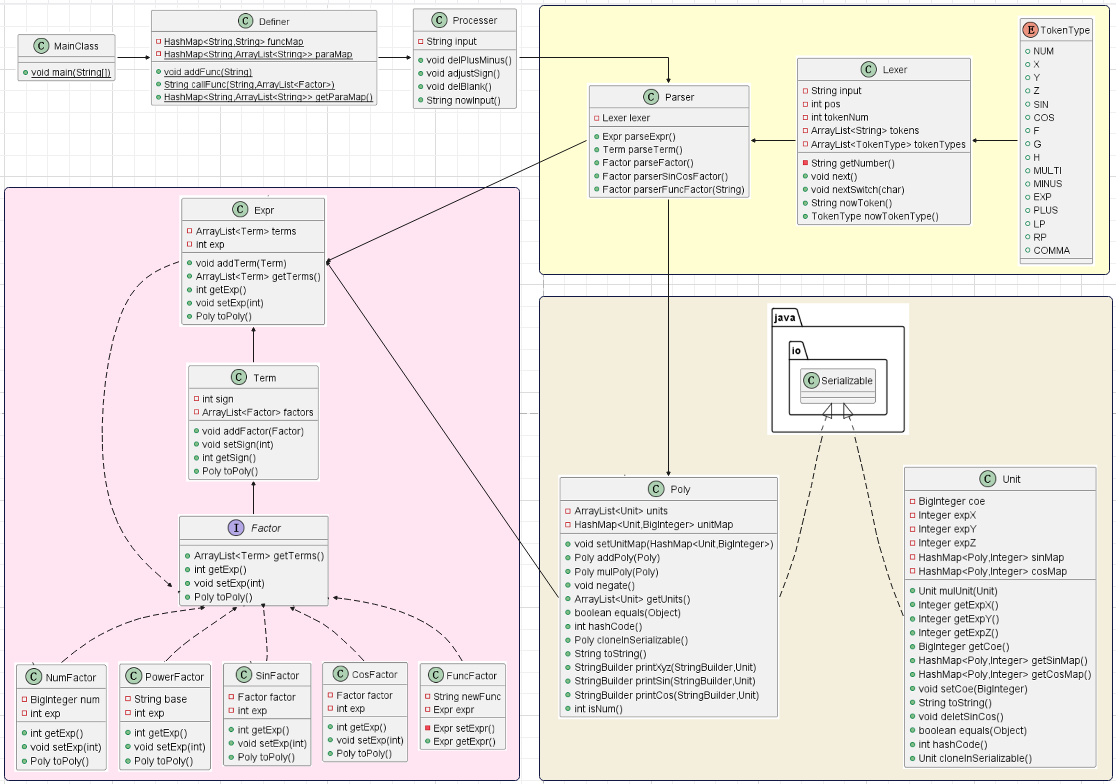 C MainClass
void main(String[])
C Definer
HashMap<String,String> funcMap
HashMap<String,ArrayList<String>> paraMap
void addFunc(String)
String callFunc(String,ArrayList<Factor>)
HashMap<String,ArrayList<String>> getParaMap()
C Processer
String input
void delPlusMinus()
void adjustSign()
void delBlank()
String nowInput()
C Parser
Lexer lexer
Expr parseExpr()
Term parseTerm()
Factor parseFactor()
Factor parserSinCosFactor()
Factor parserFuncFactor(String)
C Lexer
String input
int pos
int tokenNum
ArrayList<String> tokens
ArrayList<TokenType> tokenTypes
String getNumber()
void next()
void nextSwitch(char)
String nowToken()
TokenType nowTokenType()
E TokenType
NUM
X
Y
Z
SIN
COS
F
G
H
MULTI
MINUS
EXP
PLUS
LP
RP
COMMA
C Expr
ArrayList<Term> terms
int exp
void addTerm(Term)
ArrayList<Term> getTerms()
int getExp()
void setExp(int)
Poly toPoly()
C Term
int sign
ArrayList<Factor> factors
void addFactor(Factor)
void setSign(int)
int getSign()
Poly toPoly()
I Factor
ArrayList<Term> getTerms()
int getExp()
void setExp(int)
Poly toPoly()
C NumFactor
BigInteger num
int exp
int getExp()
void setExp(int)
Poly toPoly()
C PowerFactor
String base
int exp
int getExp()
void setExp(int)
Poly toPoly()
C SinFactor
Factor factor
int exp
int getExp()
void setExp(int)
Poly toPoly()
C CosFactor
Factor factor
int exp
int getExp()
void setExp(int)
Poly toPoly()
C FuncFactor
String newFunc
Expr expr
Expr setExpr()
Expr getExpr()
java
io
C Serializable
C Poly
ArrayList<Unit> units
HashMap<Unit,BigInteger> unitMap
void setUnitMap(HashMap<Unit,BigInteger>)
Poly addPoly(Poly)
Poly mulPoly(Poly)
void negate()
ArrayList<Unit> getUnits()
boolean equals(Object)
int hashCode()
Poly cloneInSerializable()
String toString()
StringBuilder printXyz(StringBuilder,Unit)
StringBuilder printSin(StringBuilder,Unit)
StringBuilder printCos(StringBuilder,Unit)
int isNum()
C Unit
BigInteger coe
Integer expX
Integer expY
Integer expZ
HashMap<Poly,Integer> sinMap
HashMap<Poly,Integer> cosMap
Unit mulUnit(Unit)
Integer getExpX()
Integer getExpY()
Integer getExpZ()
BigInteger getCoe()
HashMap<Poly,Integer> getSinMap()
HashMap<Poly,Integer> getCosMap()
void setCoe(BigInteger)
String toString()
void deletSinCos()
boolean equals(Object)
int hashCode()
Unit cloneInSerializable()